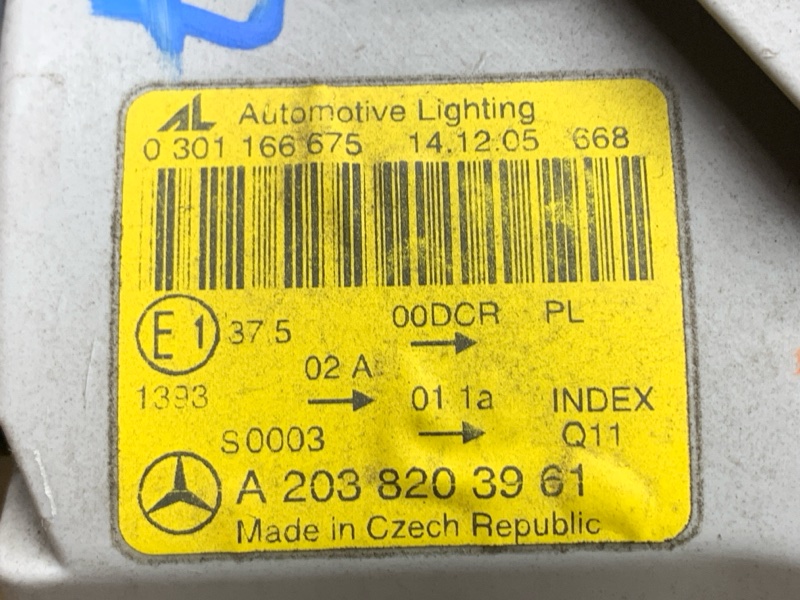 AL Automotive Lighting
0 301 166 675 14.12.05 668
E1 37.5 00DCR PL
02 A
1393 01 1a INDEX
S0003 Q11
A 203 820 39 61
Made in Czech Republic